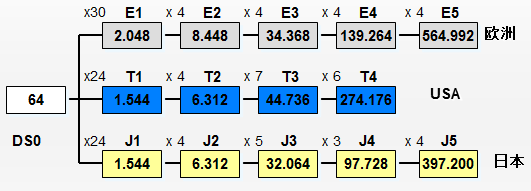 x30 E1 x 4 E2 x 4 E3 x 4 E4 x 4 E5
2.048 8.448 34.368 139.264 564.992 欧洲
x24 T1 x 4 T2 x 7 T3 x 6 T4
64 1.544 6.312 44.736 274.176 USA
DS0
x24 J1 x 4 J2 x 5 J3 x 3 J4 x 4 J5
1.544 6.312 32.064 97.728 397.200 日本